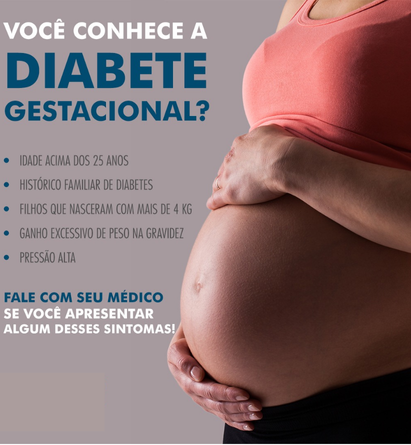 VOCÊ CONHECE A
DIABETE
GESTACIONAL?
• IDADE ACIMA DOS 25 ANOS
• HISTÓRICO FAMILIAR DE DIABETES
• FILHOS QUE NASCERAM COM MAIS DE 4 KG
• GANHO EXCESSIVO DE PESO NA GRAVIDEZ
• PRESSÃO ALTA
FALE COM SEU MÉDICO
SE VOCÊ APRESENTAR
ALGUM DESSES SINTOMAS!